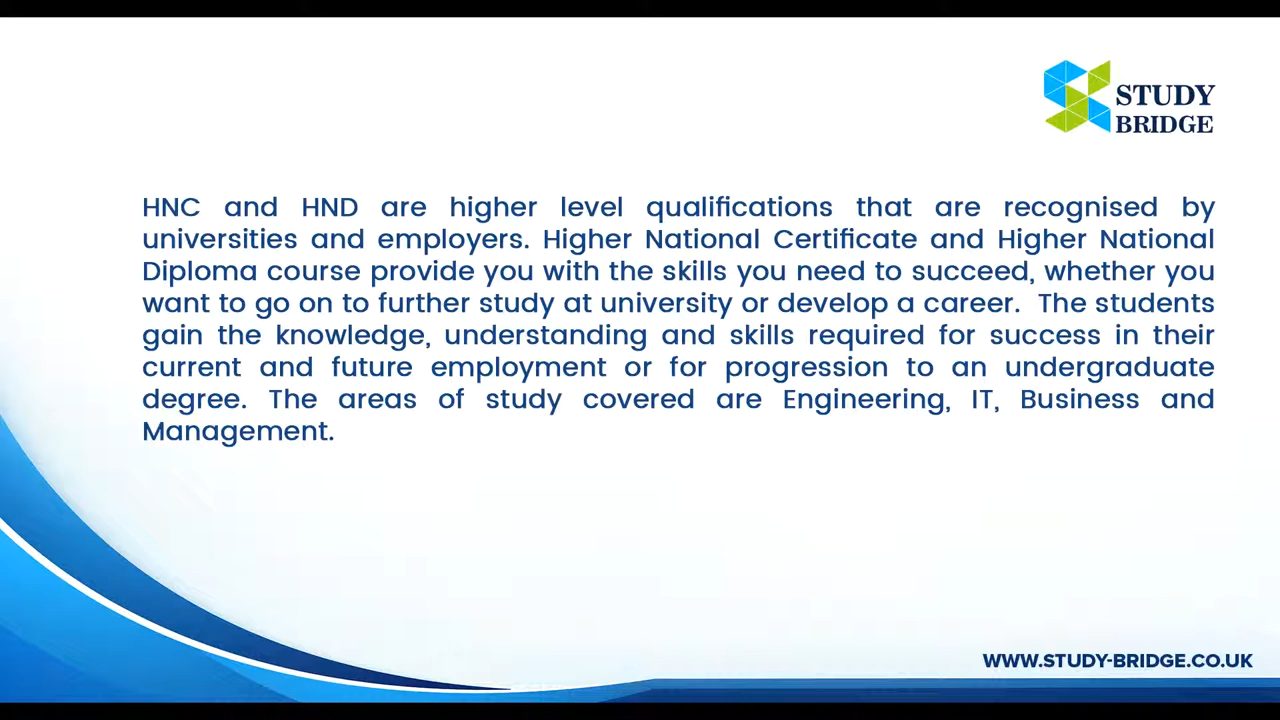 STUDY
BRIDGE
HNC and HND are higher level qualifications that are recognised by
universities and employers. Higher National Certificate and Higher National
Diploma course provide you with the skills you need to succeed, whether you
want to go on to further study at university or develop a career.  The students
gain the knowledge, understanding and skills required for success in their
current and future employment or for progression to an undergraduate
degree. The areas of study covered are Engineering, IT, Business and
Management.
WWW.STUDY-BRIDGE.CO.UK